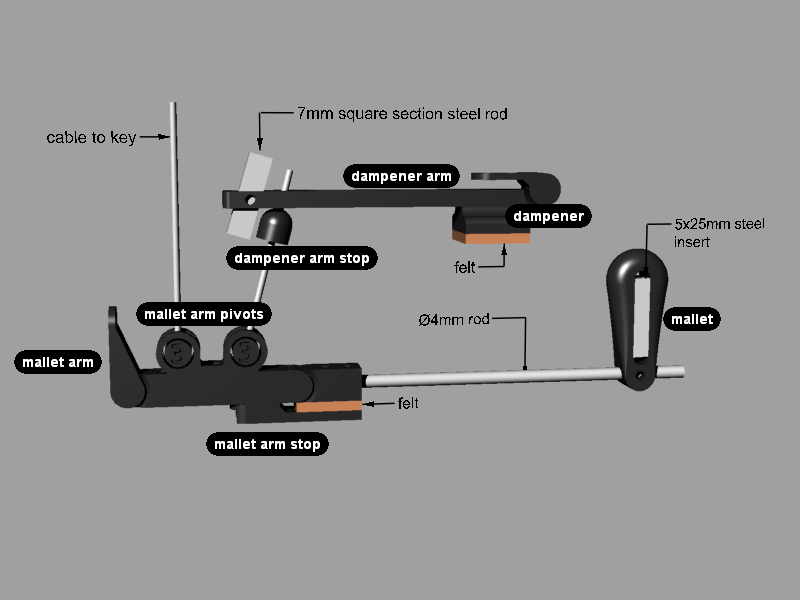 7mm square section steel rod
cable to key
dampener arm
dampener
5x25mm steel
insert
dampener arm stop
felt
mallet arm pivots
Ø4mm rod
mallet
mallet arm
felt
mallet arm stop